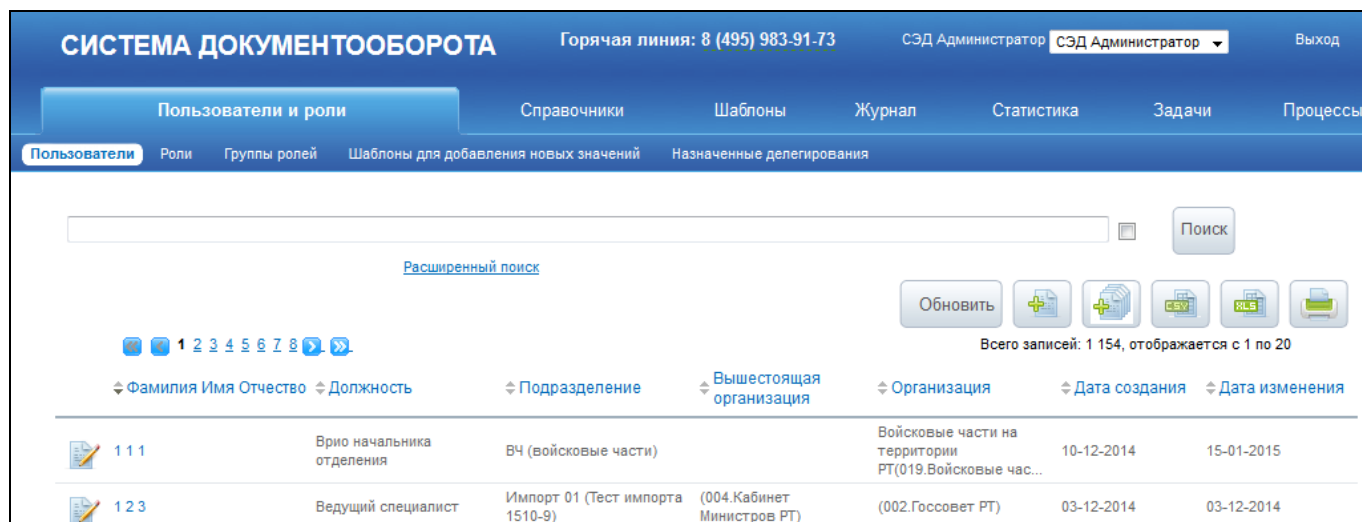 СИСТЕМА ДОКУМЕНТООБОРОТА Горячая линия: 8 (495) 983-91-73 СЭД Администратор СЭД Администратор Выход
Пользователи и роли Справочники Шаблоны Журнал Статистика Задачи Процессы
Пользователи Роли Группы ролей Шаблоны для добавления новых значений Назначенные делегирования
Поиск
Расширенный поиск
Обновить CSV XLS
1 2 3 4 5 6 7 8 Всего записей: 1 154, отображается с 1 по 20
Фамилия Имя Отчество Должность Подразделение Вышестоящая организация Организация Дата создания Дата изменения
1 1 1 Врио начальника отделения ВЧ (войсковые части) Войсковые части на территории РТ(019.Войсковые час... 10-12-2014 15-01-2015
1 2 3 Ведущий специалист Импорт 01 (Тест импорта 1510-9) (004.Кабинет Министров РТ) (002.Госсовет РТ) 03-12-2014 03-12-2014